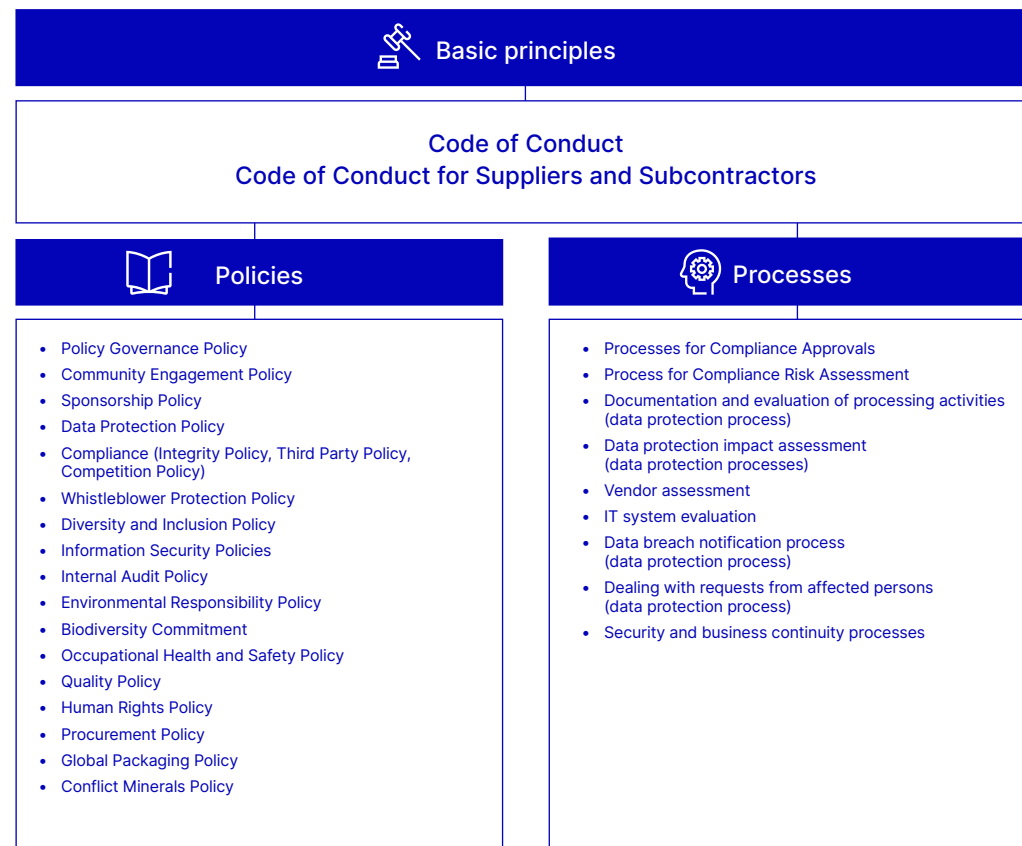 Basic principles
Code of Conduct
Code of Conduct for Suppliers and Subcontractors
Policies
• Policy Governance Policy
• Community Engagement Policy
• Sponsorship Policy
• Data Protection Policy
• Compliance (Integrity Policy, Third Party Policy,
Competition Policy)
• Whistleblower Protection Policy
• Diversity and Inclusion Policy
• Information Security Policies
• Internal Audit Policy
• Environmental Responsibility Policy
• Biodiversity Commitment
• Occupational Health and Safety Policy
• Quality Policy
• Human Rights Policy
• Procurement Policy
• Global Packaging Policy
• Conflict Minerals Policy
Processes
• Processes for Compliance Approvals
• Process for Compliance Risk Assessment
• Documentation and evaluation of processing activities
(data protection process)
• Data protection impact assessment
(data protection processes)
• Vendor assessment
• IT system evaluation
• Data breach notification process
(data protection process)
• Dealing with requests from affected persons
(data protection process)
• Security and business continuity processes